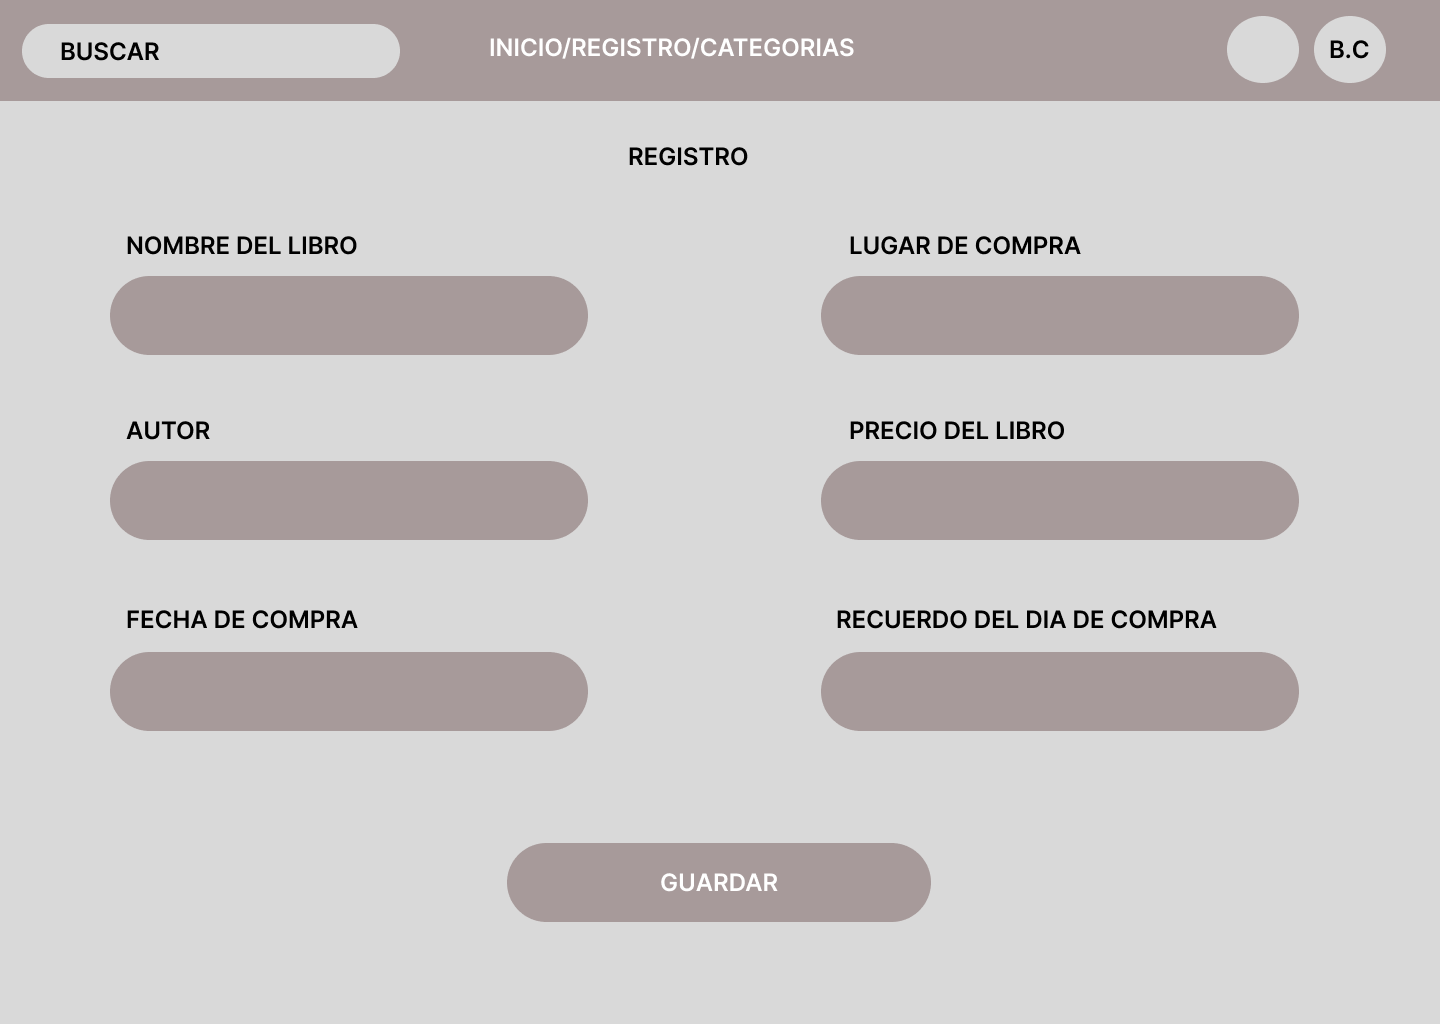 BUSCAR
INICIO/REGISTRO/CATEGORIAS
B.C
REGISTRO
NOMBRE DEL LIBRO
LUGAR DE COMPRA
AUTOR
PRECIO DEL LIBRO
FECHA DE COMPRA
RECUERDO DEL DIA DE COMPRA
GUARDAR